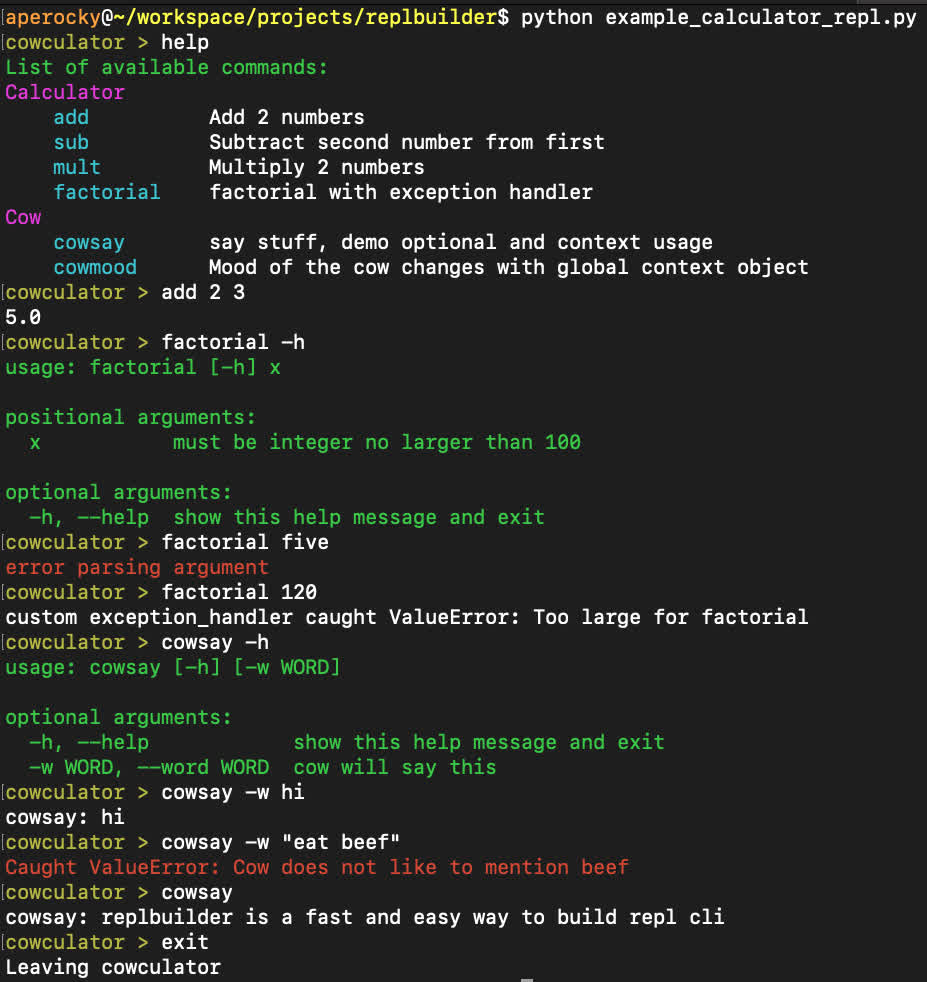 aperocky@~/workspace/projects/replbuilder$ python example_calculator_repl.py
cowculator > help
List of available commands:
Calculator
    add          Add 2 numbers
    sub          Subtract second number from first
    mult         Multiply 2 numbers
    factorial    factorial with exception handler
Cow
    cowsay       say stuff, demo optional and context usage
    cowmood      Mood of the cow changes with global context object
cowculator > add 2 3
5.0
cowculator > factorial -h
usage: factorial [-h] x

positional arguments:
  x           must be integer no larger than 100

optional arguments:
  -h, --help  show this help message and exit
cowculator > factorial five
error parsing argument
cowculator > factorial 120
custom exception_handler caught ValueError: Too large for factorial
cowculator > cowsay -h
usage: cowsay [-h] [-w WORD]

optional arguments:
  -h, --help            show this help message and exit
  -w WORD, --word WORD  cow will say this
cowculator > cowsay -w hi
cowsay: hi
cowculator > cowsay -w "eat beef"
Caught ValueError: Cow does not like to mention beef
cowculator > cowsay
cowsay: replbuilder is a fast and easy way to build repl cli
cowculator > exit
Leaving cowculator